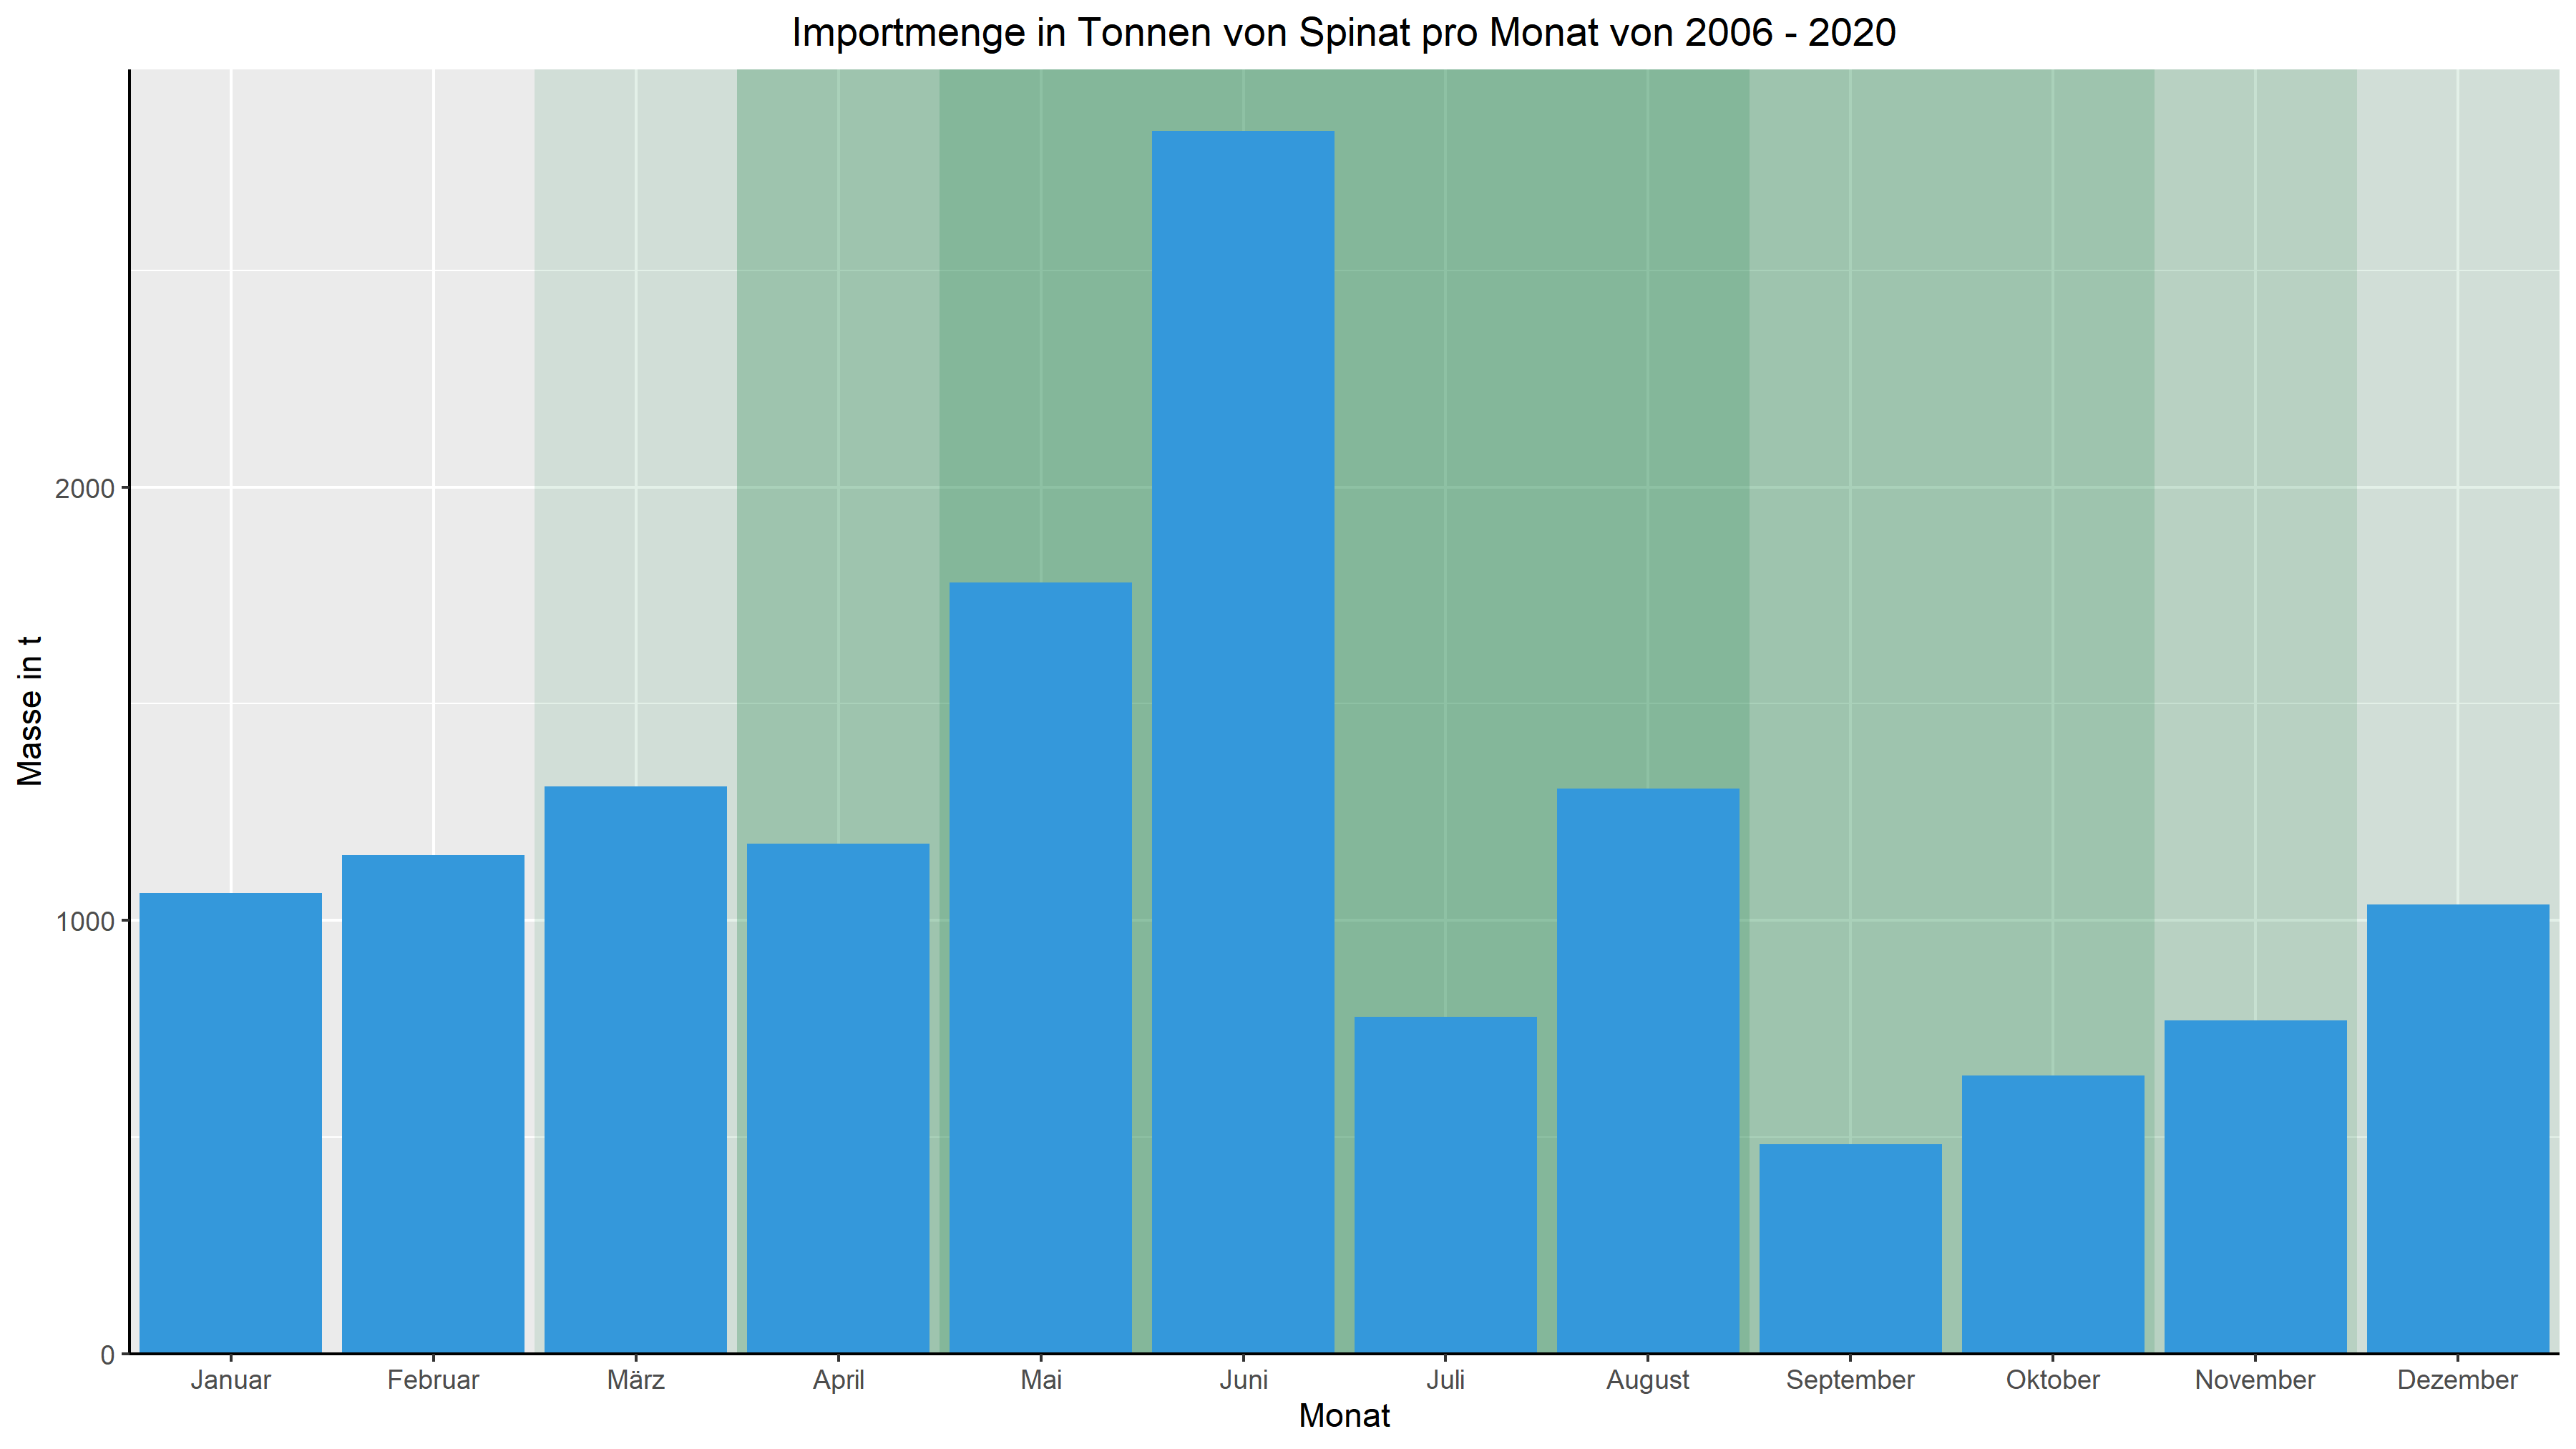 Importmenge in Tonnen von Spinat pro Monat von 2006 - 2020
Masse in t
2000
1000
0
Januar Februar März April Mai Juni Juli August September Oktober November Dezember
Monat